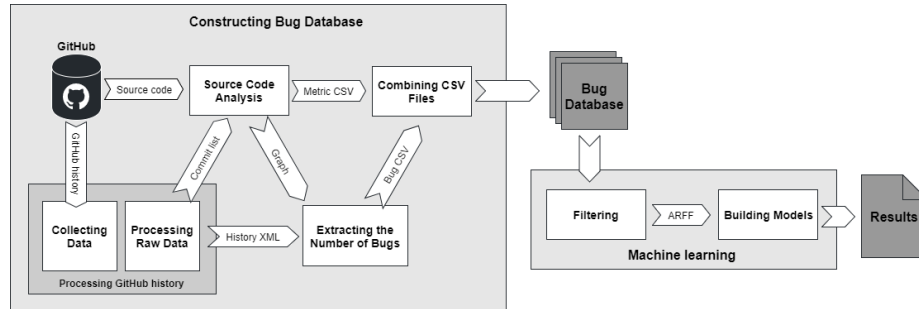 Constructing Bug Database
GitHub
Source code
Source Code
Analysis
Metric CSV
Combining CSV
Files
Bug
Database
GitHub history
Commit list
Graph
Bug CSV
Collecting
Data
Processing
Raw Data
History XML
Extracting the
Number of Bugs
Processing GitHub history
Filtering
ARFF
Building Models
Results
Machine learning